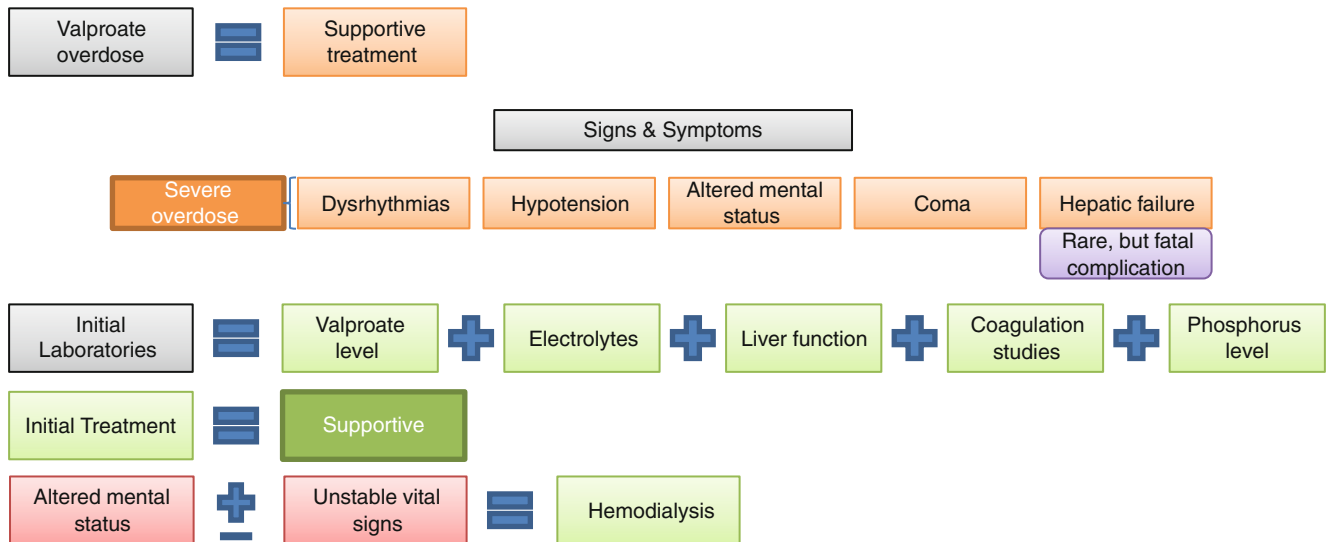 Valproate
overdose
Supportive
treatment
Signs & Symptoms
Severe
overdose
Dysrhythmias
Hypotension
Altered mental
status
Coma
Hepatic failure
Rare, but fatal
complication
Initial
Laboratories
Valproate
level
Electrolytes
Liver function
Coagulation
studies
Phosphorus
level
Initial Treatment
Supportive
Altered mental
status
Unstable vital
signs
Hemodialysis